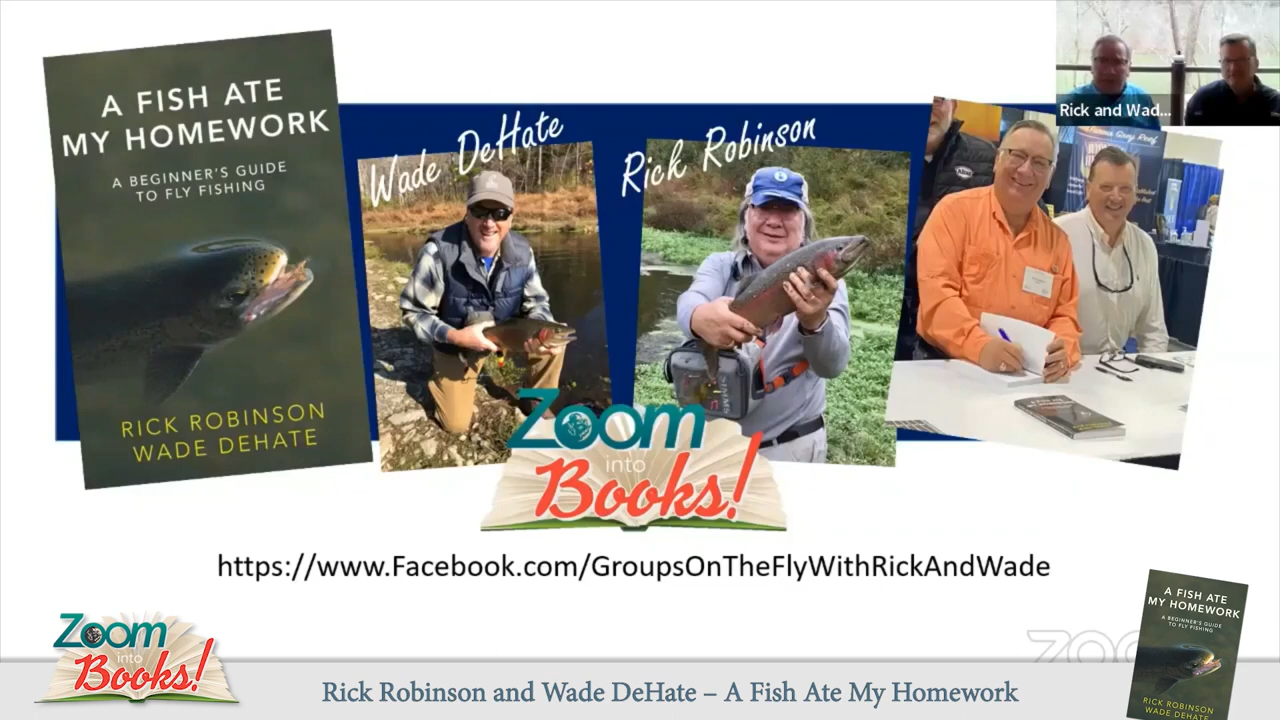 A FISH ATE
MY HOMEWORK
A BEGINNER'S GUIDE
TO FLY FISHING
RICK ROBINSON
WADE DEHATE
Wade DeHate
Rick Robinson
Rick and Wad...
Zoom
into
Books!
https://www.Facebook.com/GroupsOnTheFlyWithRickAndWade
Zoom
into
Books!
Rick Robinson and Wade DeHate – A Fish Ate My Homework
A FISH ATE
MY HOMEWORK
A BEGINNER'S GUIDE
TO FLY FISHING
RICK ROBINSON
WADE DEHATE